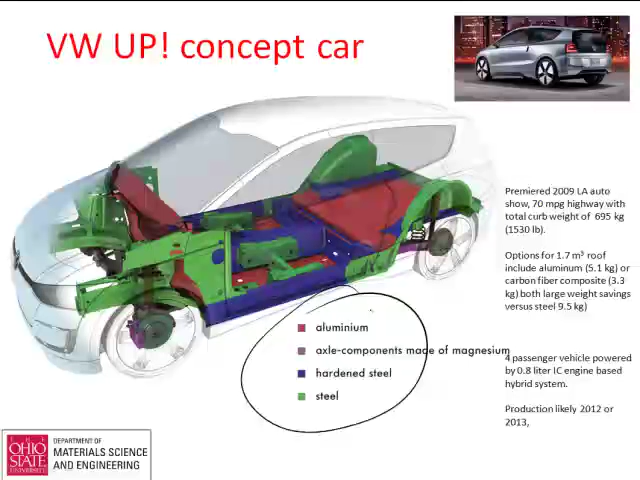 VW UP! concept car
Premiered 2009 LA auto
show, 70 mpg highway with
total curb weight of 695 kg
(1530 lb).
Options for 1.7 m³ roof
include aluminum (5.1 kg) or
carbon fiber composite (3.3
kg) both large weight savings
versus steel 9.5 kg)
4 passenger vehicle powered
by 0.8 liter IC engine based
hybrid system.
Production likely 2012 or
2013,
aluminium
axle-components made of magnesium
hardened steel
steel
THE
OHIO
STATE
UNIVERSITY
DEPARTMENT OF
MATERIALS SCIENCE
AND ENGINEERING